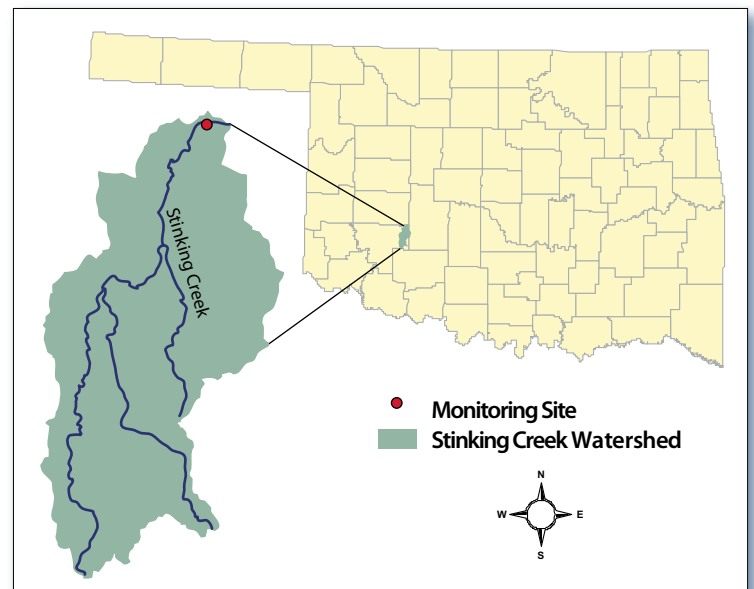 Stinking Creek
Monitoring Site
Stinking Creek Watershed
N
W E
S